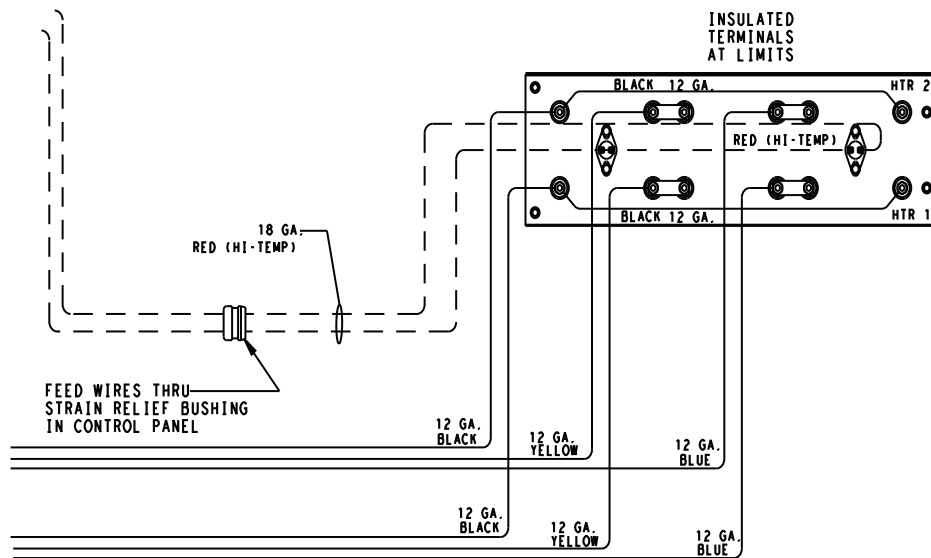 INSULATED
TERMINALS
AT LIMITS
BLACK 12 GA.
HTR 2
RED (HI-TEMP)
BLACK 12 GA.
HTR 1
18 GA.
RED (HI-TEMP)
FEED WIRES THRU
STRAIN RELIEF BUSHING
IN CONTROL PANEL
12 GA.
BLACK
12 GA.
YELLOW
12 GA.
BLUE
12 GA.
BLACK
12 GA.
YELLOW
12 GA.
BLUE